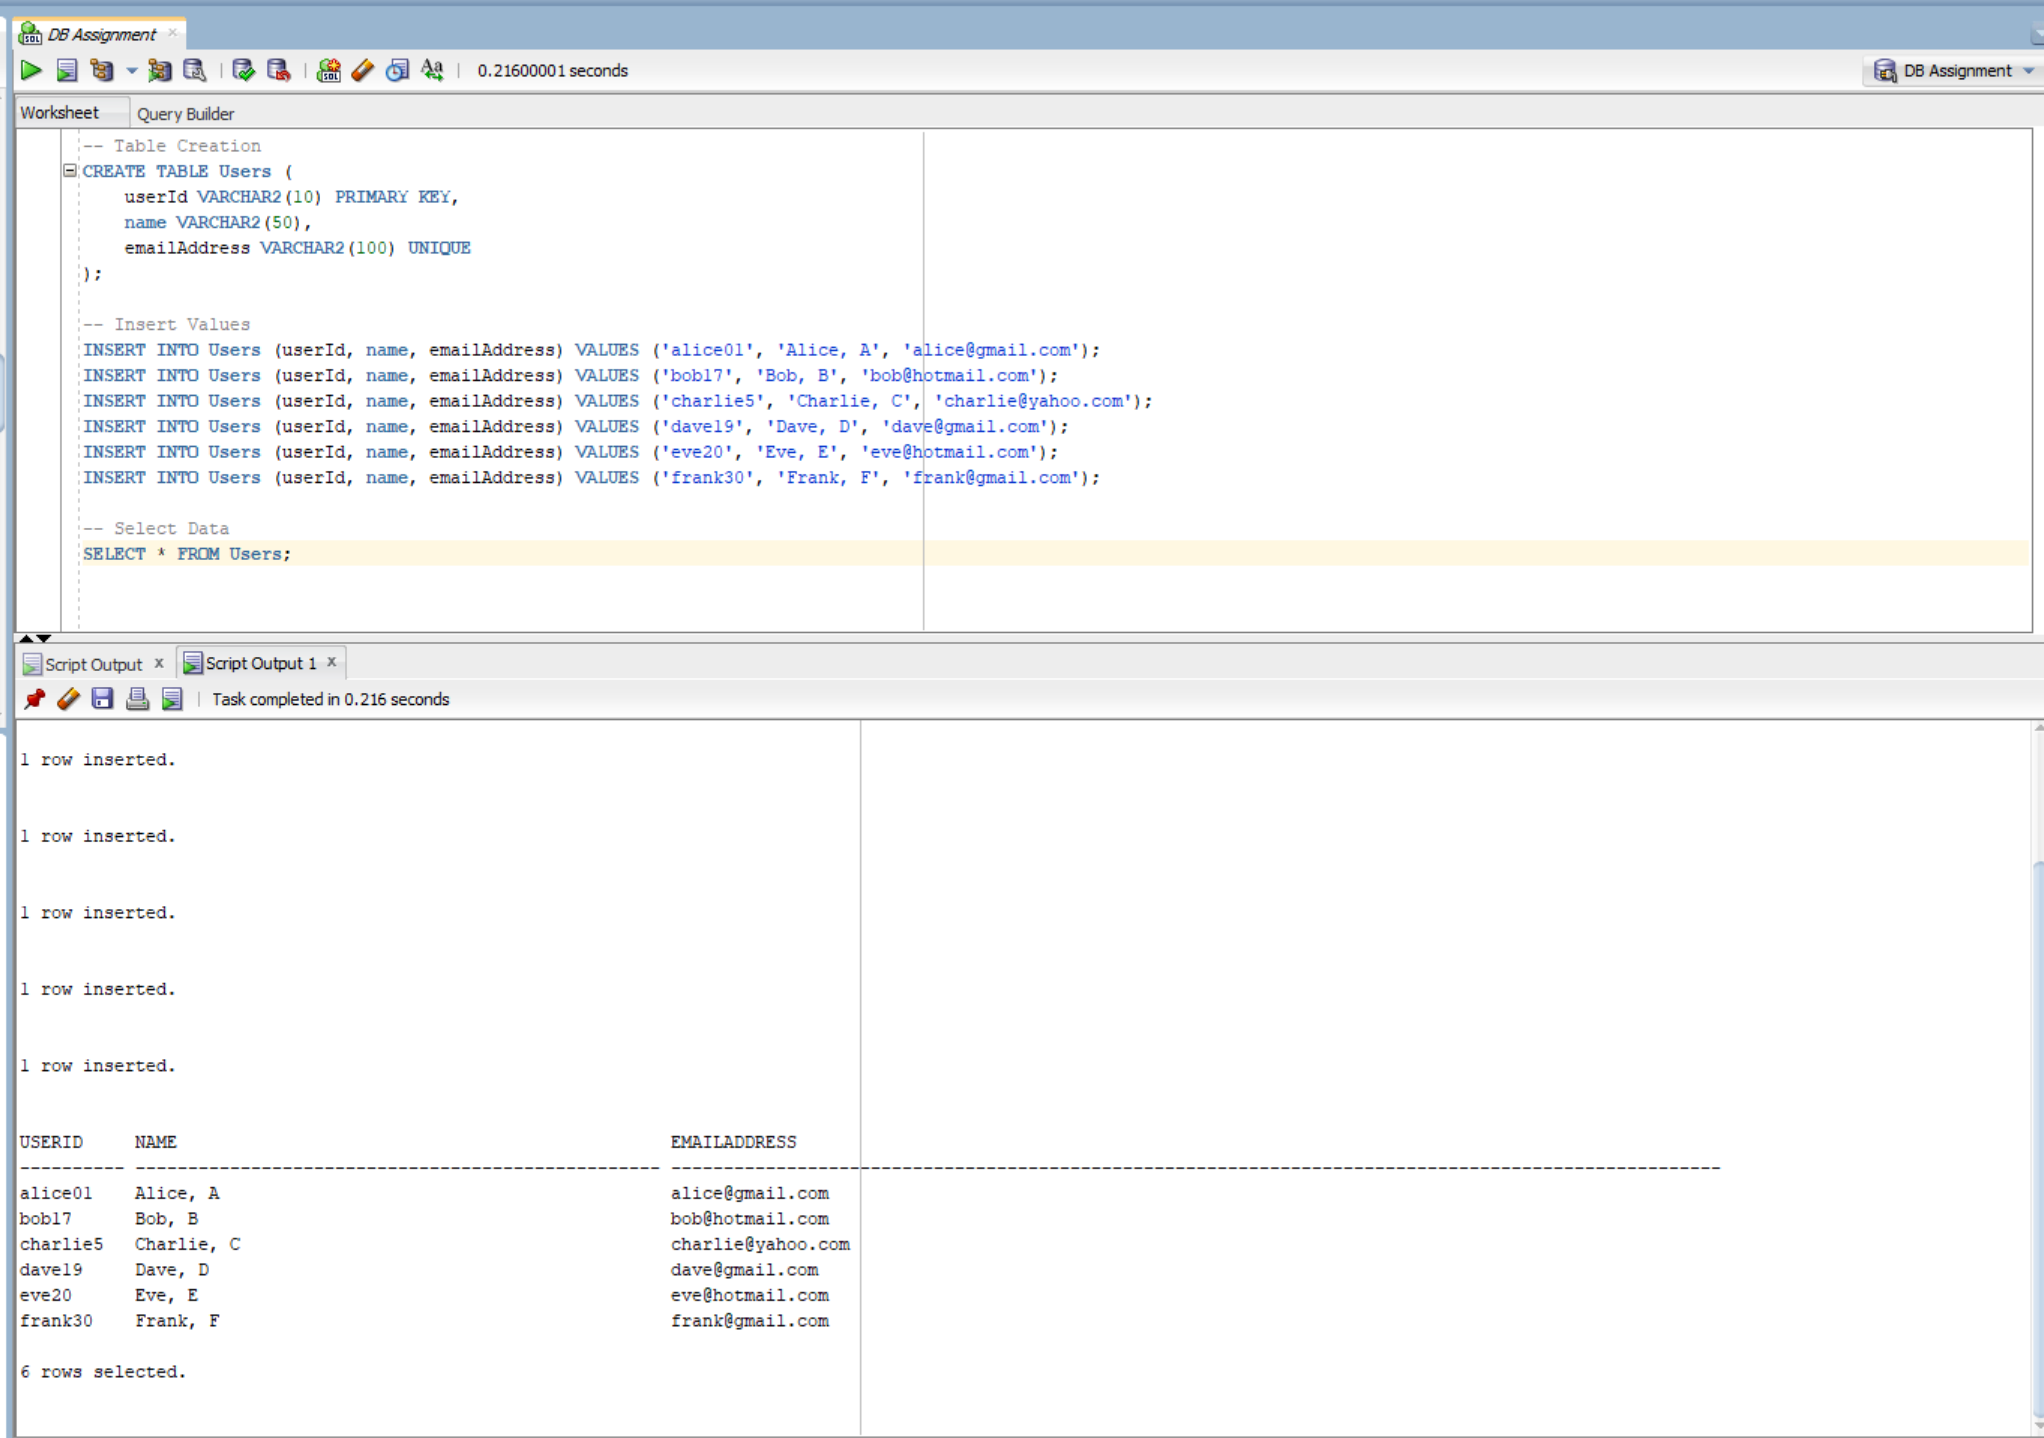 DB Assignment
0.21600001 seconds
DB Assignment
Worksheet
Query Builder
-- Table Creation
CREATE TABLE Users (
    userId VARCHAR2(10) PRIMARY KEY,
    name VARCHAR2(50),
    emailAddress VARCHAR2(100) UNIQUE
);
-- Insert Values
INSERT INTO Users (userId, name, emailAddress) VALUES ('alice01', 'Alice, A', 'alice@gmail.com');
INSERT INTO Users (userId, name, emailAddress) VALUES ('bob17', 'Bob, B', 'bob@hotmail.com');
INSERT INTO Users (userId, name, emailAddress) VALUES ('charlie5', 'Charlie, C', 'charlie@yahoo.com');
INSERT INTO Users (userId, name, emailAddress) VALUES ('dave19', 'Dave, D', 'dave@gmail.com');
INSERT INTO Users (userId, name, emailAddress) VALUES ('eve20', 'Eve, E', 'eve@hotmail.com');
INSERT INTO Users (userId, name, emailAddress) VALUES ('frank30', 'Frank, F', 'frank@gmail.com');
-- Select Data
SELECT * FROM Users;
Script Output x Script Output 1 x
Task completed in 0.216 seconds
1 row inserted.
1 row inserted.
1 row inserted.
1 row inserted.
1 row inserted.
USERID NAME EMAILADDRESS
---------- -------------------------------------------------- ----------------------------------------------------------------------------------------------------
alice01 Alice, A alice@gmail.com
bob17 Bob, B bob@hotmail.com
charlie5 Charlie, C charlie@yahoo.com
dave19 Dave, D dave@gmail.com
eve20 Eve, E eve@hotmail.com
frank30 Frank, F frank@gmail.com
6 rows selected.